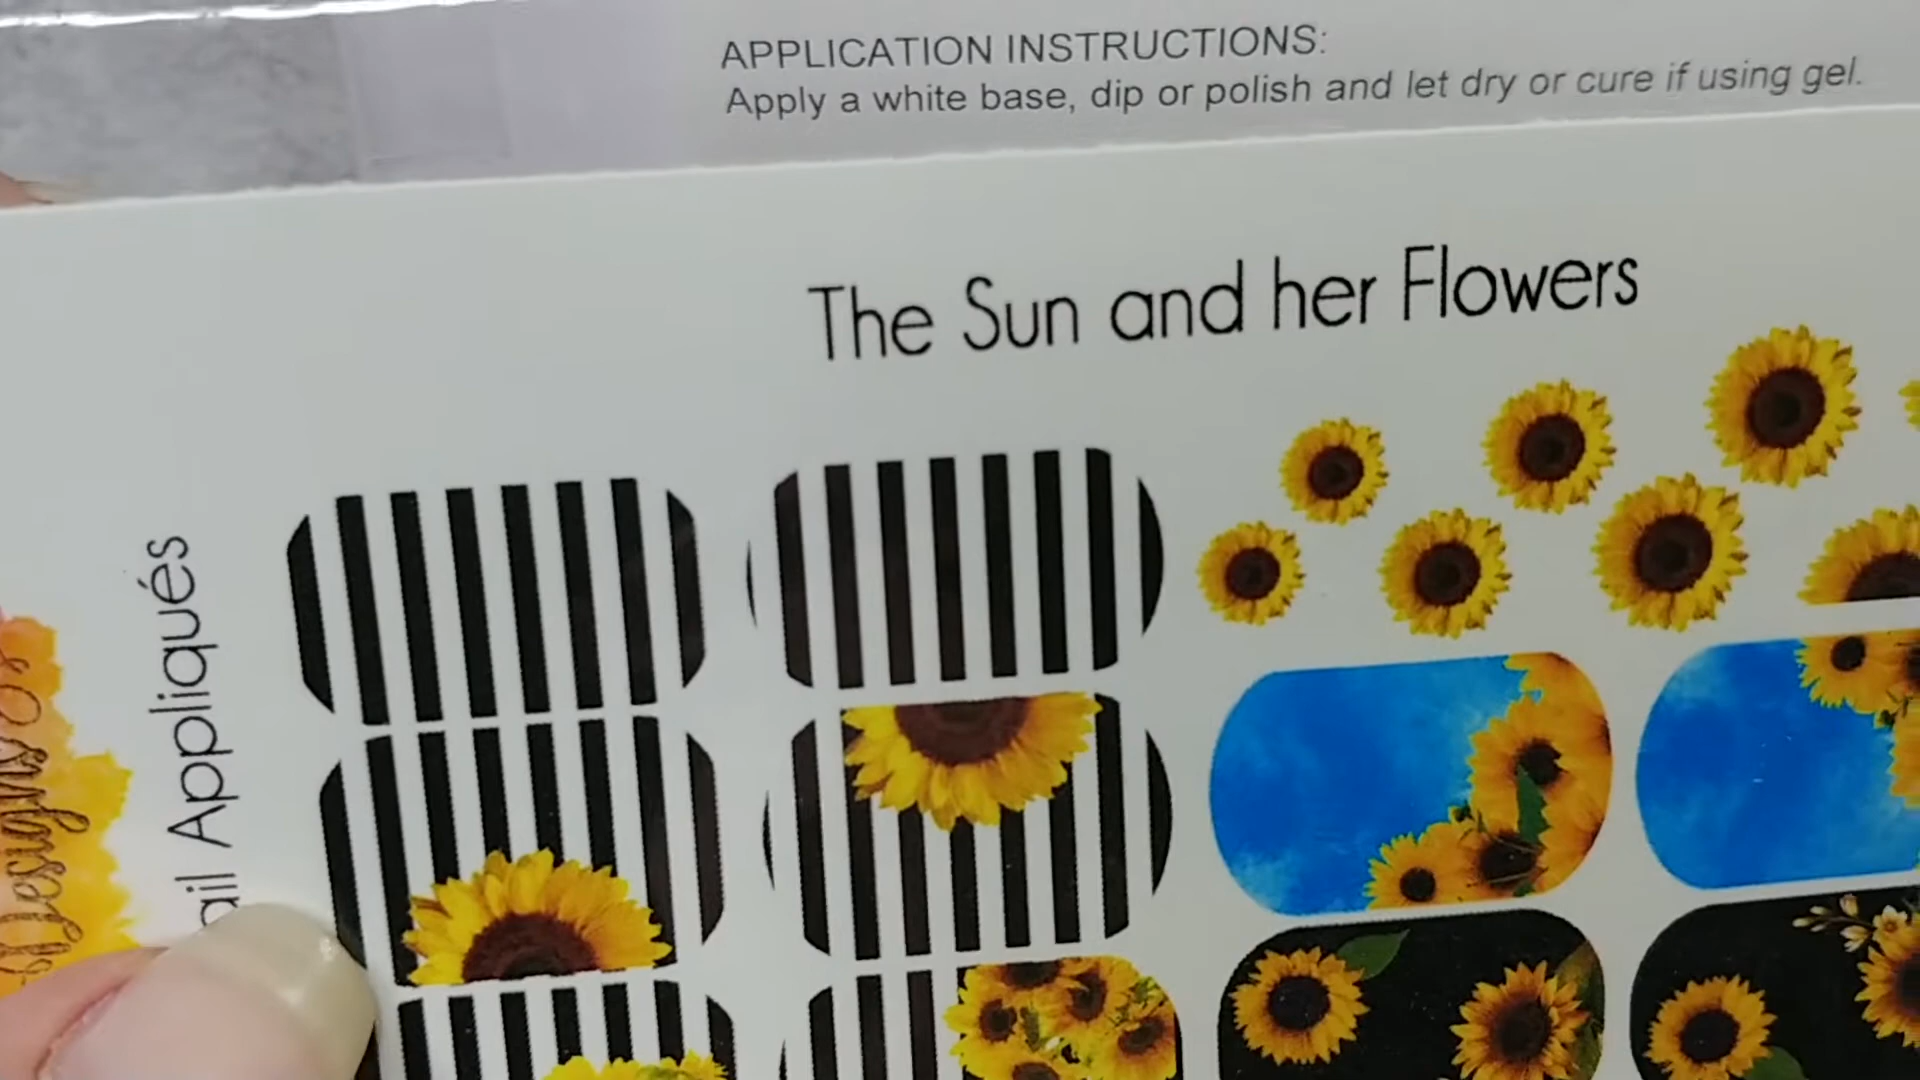 APPLICATION INSTRUCTIONS:
Apply a white base, dip or polish and let dry or cure if using gel.
The Sun and her Flowers
Appliqués
Designs